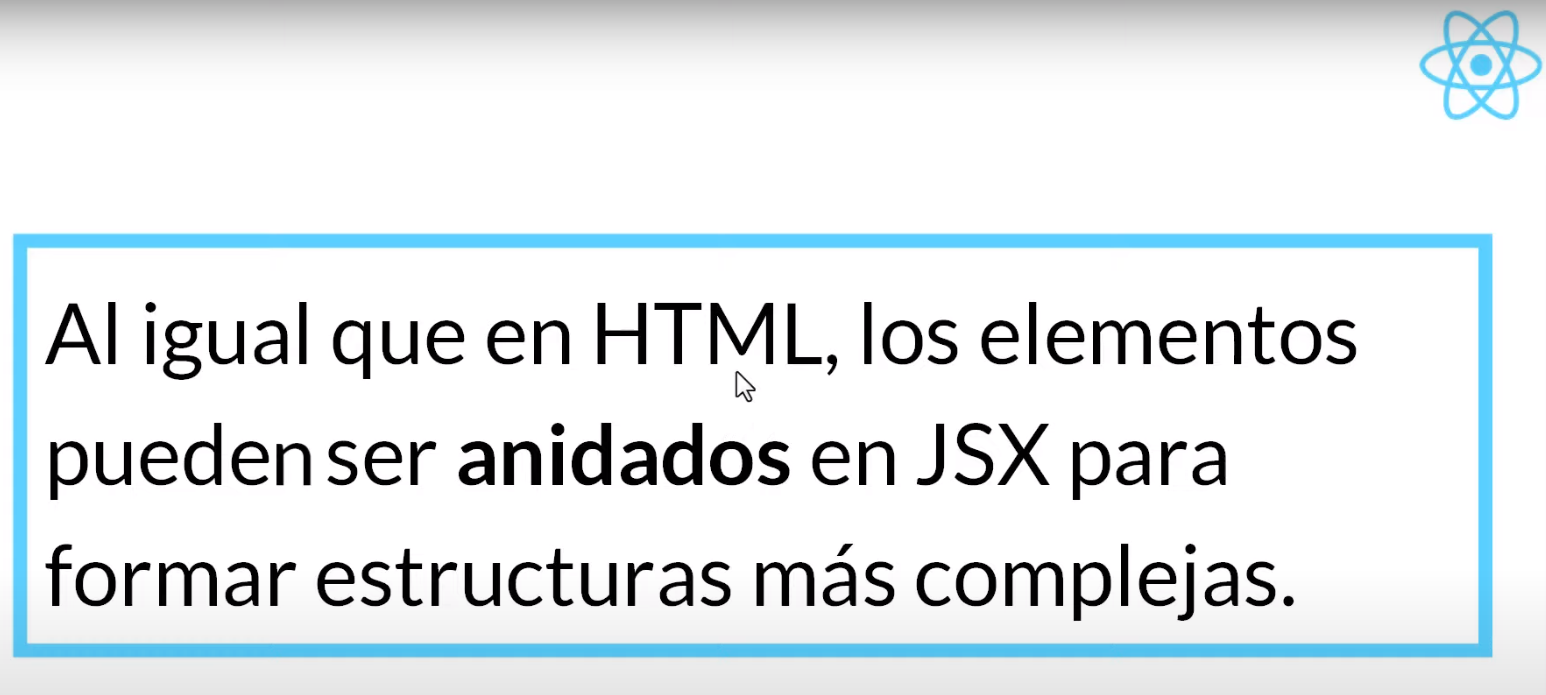 Al igual que en HTML, los elementos
pueden ser anidados en JSX para
formar estructuras más complejas.